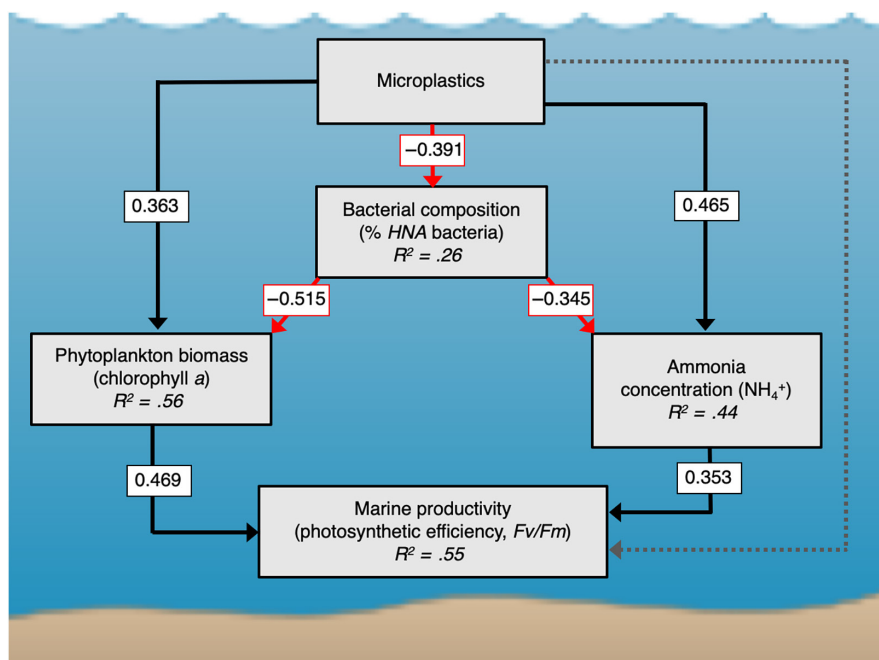 Microplastics
−0.391
0.363
0.465
Bacterial composition
(% HNA bacteria)
R² = .26
−0.515
−0.345
Phytoplankton biomass
(chlorophyll a)
R² = .56
Ammonia
concentration (NH₄⁺)
R² = .44
0.469
0.353
Marine productivity
(photosynthetic efficiency, Fv/Fm)
R² = .55